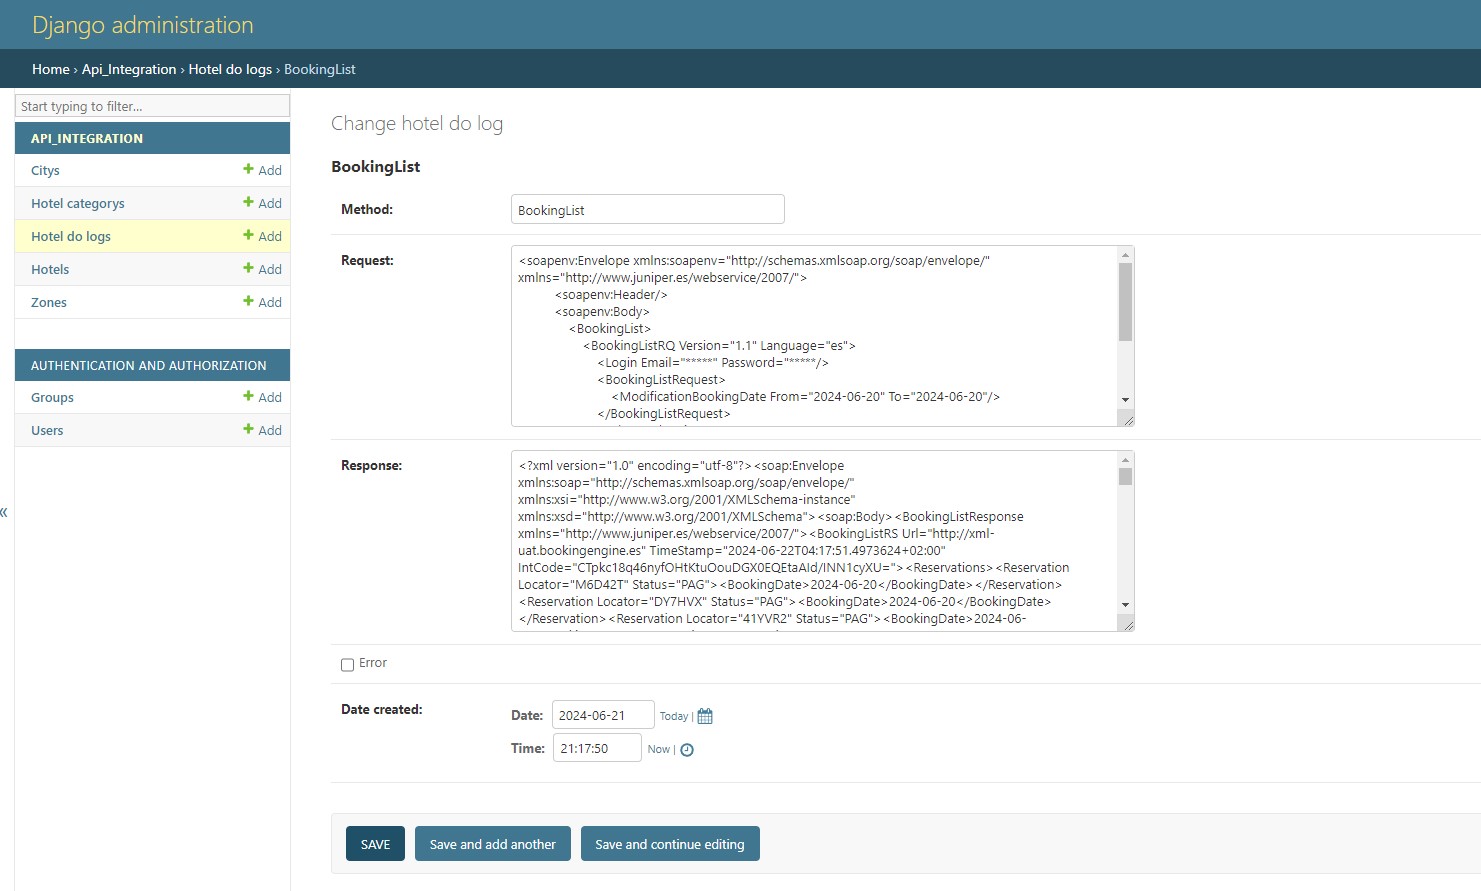 Django administration
Home › Api_Integration › Hotel do logs › BookingList
Start typing to filter...
API_INTEGRATION
Citys + Add
Hotel categorys + Add
Hotel do logs + Add
Hotels + Add
Zones + Add
AUTHENTICATION AND AUTHORIZATION
Groups + Add
Users + Add
«
Change hotel do log
BookingList
Method: BookingList
Request:
<soapenv:Envelope xmlns:soapenv="http://schemas.xmlsoap.org/soap/envelope/"
xmlns="http://www.juniper.es/webservice/2007/">
<soapenv:Header/>
<soapenv:Body>
<BookingList>
<BookingListRQ Version="1.1" Language="es">
<Login Email="*****" Password="*****/>
<BookingListRequest>
<ModificationBookingDate From="2024-06-20" To="2024-06-20"/>
</BookingListRequest>
Response:
<?xml version="1.0" encoding="utf-8"?><soap:Envelope
xmlns:soap="http://schemas.xmlsoap.org/soap/envelope/"
xmlns:xsi="http://www.w3.org/2001/XMLSchema-instance"
xmlns:xsd="http://www.w3.org/2001/XMLSchema"><soap:Body><BookingListResponse
xmlns="http://www.juniper.es/webservice/2007/"><BookingListRS Url="http://xml-
uat.bookingengine.es" TimeStamp="2024-06-22T04:17:51.4973624+02:00"
IntCode="CTpkc18q46nyfOHtKtuOouDGX0EQEtaAId/INN1cyXU="><Reservations><Reservation
Locator="M6D42T" Status="PAG"><BookingDate>2024-06-20</BookingDate></Reservation>
<Reservation Locator="DY7HVX" Status="PAG"><BookingDate>2024-06-20</BookingDate>
</Reservation><Reservation Locator="41YVR2" Status="PAG"><BookingDate>2024-06-
Error
Date created:
Date: 2024-06-21 Today |
Time: 21:17:50 Now |
SAVE Save and add another Save and continue editing